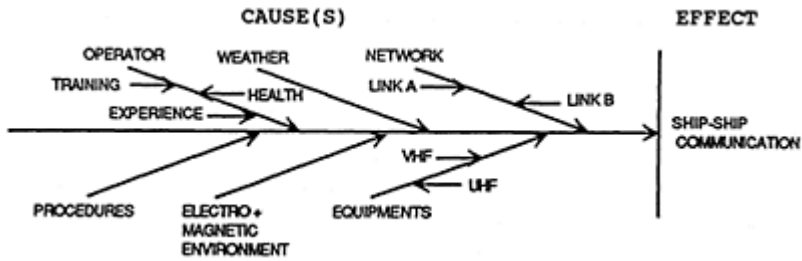 CAUSE(S)
EFFECT
OPERATOR
WEATHER
NETWORK
TRAINING
HEALTH
LINK A
LINK B
EXPERIENCE
SHIP-SHIP
COMMUNICATION
VHF
UHF
PROCEDURES
ELECTRO +
MAGNETIC
ENVIRONMENT
EQUIPMENTS